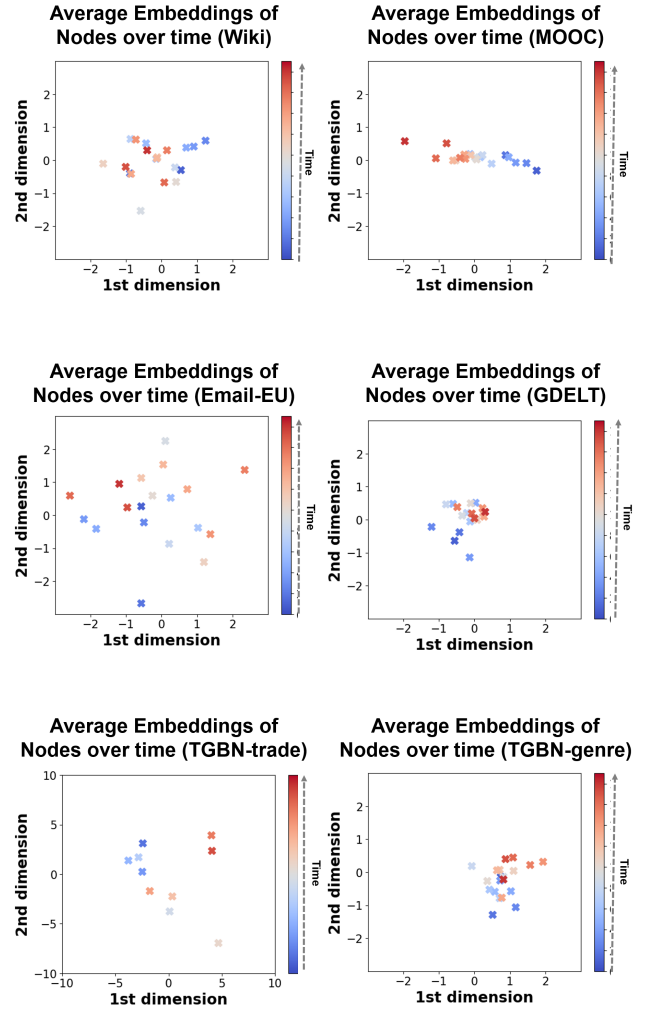 Average Embeddings of
Nodes over time (Wiki)
2
1
0
−1
−2
−2
−1
0
1
2
2nd dimension
1st dimension
Time
Average Embeddings of
Nodes over time (MOOC)
2
1
0
−1
−2
−2
−1
0
1
2
2nd dimension
1st dimension
Time
Average Embeddings of
Nodes over time (Email-EU)
2
1
0
−1
−2
−2
−1
0
1
2
2nd dimension
1st dimension
Time
Average Embeddings of
Nodes over time (GDELT)
2
1
0
−1
−2
−2
−1
0
1
2
2nd dimension
1st dimension
Time
Average Embeddings of
Nodes over time (TGBN-trade)
10
5
0
−5
−10
−10
−5
0
5
10
2nd dimension
1st dimension
Time
Average Embeddings of
Nodes over time (TGBN-genre)
2
1
0
−1
−2
−2
−1
0
1
2
2nd dimension
1st dimension
Time